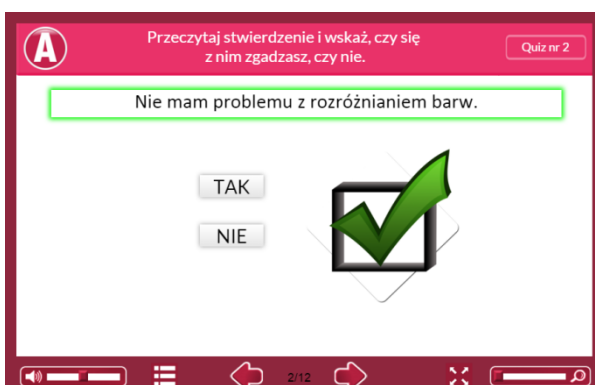 A
Przeczytaj stwierdzenie i wskaż, czy się
z nim zgadzasz, czy nie.
Quiz nr 2
Nie mam problemu z rozróżnianiem barw.
TAK
NIE
2/12